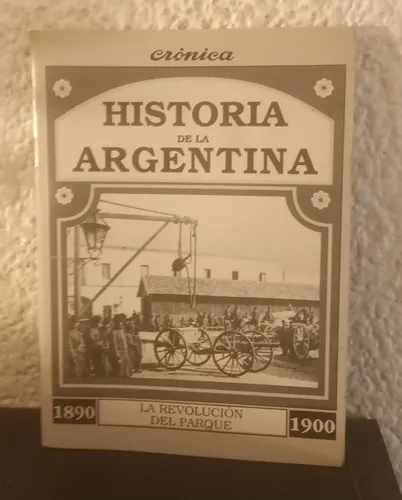 crónica
HISTORIA
DE LA
ARGENTINA
1890
LA REVOLUCIÓN
DEL PARQUE
1900